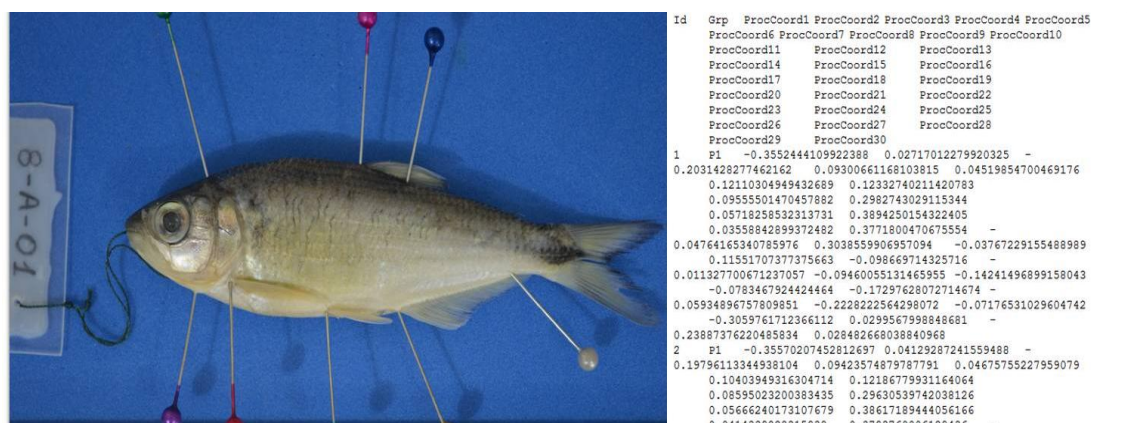 8-A-01
Id Grp ProcCoord1 ProcCoord2 ProcCoord3 ProcCoord4 ProcCoord5
ProcCoord6 ProcCoord7 ProcCoord8 ProcCoord9 ProcCoord10
ProcCoord11 ProcCoord12 ProcCoord13
ProcCoord14 ProcCoord15 ProcCoord16
ProcCoord17 ProcCoord18 ProcCoord19
ProcCoord20 ProcCoord21 ProcCoord22
ProcCoord23 ProcCoord24 ProcCoord25
ProcCoord26 ProcCoord27 ProcCoord28
ProcCoord29 ProcCoord30
1 P1 -0.3552444109922388 0.02717012279920325 -
0.2031428277462162 0.09300661168103815 0.04519854700469176
0.12110304949432689 0.12332740211420783
0.09555501470457882 0.2982743029115344
0.05718258532313731 0.3894250154322405
0.03558842899372482 0.3771800470675554 -
0.04764165340785976 0.3038559906957094 -0.03767229155488989
0.11551707377375663 -0.098669714325716 -
0.011327700671237057 -0.09460055131465955 -0.14241496899158043
-0.0783467924424464 -0.17297628072714674 -
0.05934896757809851 -0.2228222564298072 -0.07176531029604742
-0.3059761712366112 0.0299567998848681 -
0.23887376220485834 0.028482668038840968
2 P1 -0.35570207452812697 0.04129287241559488 -
0.19796113344938104 0.09423574879787791 0.04675755227959079
0.10403949316304714 0.12186779931164064
0.08595023200383435 0.29630539742038126
0.05666240173107679 0.38617189444056166